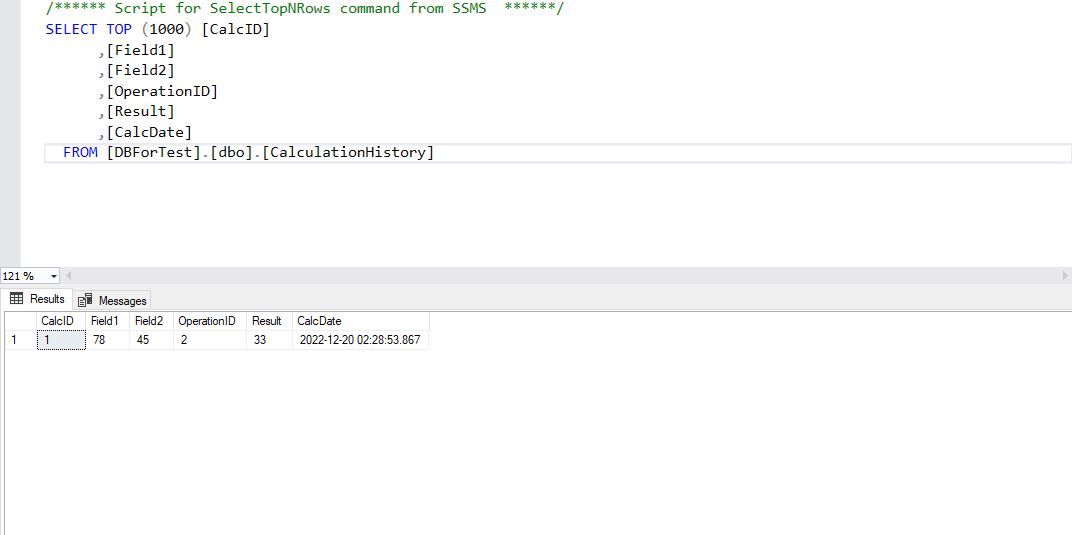 /****** Script for SelectTopNRows command from SSMS  ******/
SELECT TOP (1000) [CalcID]
      ,[Field1]
      ,[Field2]
      ,[OperationID]
      ,[Result]
      ,[CalcDate]
  FROM [DBForTest].[dbo].[CalculationHistory]
121 %
Results Messages
CalcID Field1 Field2 OperationID Result CalcDate
1 1 78 45 2 33 2022-12-20 02:28:53.867